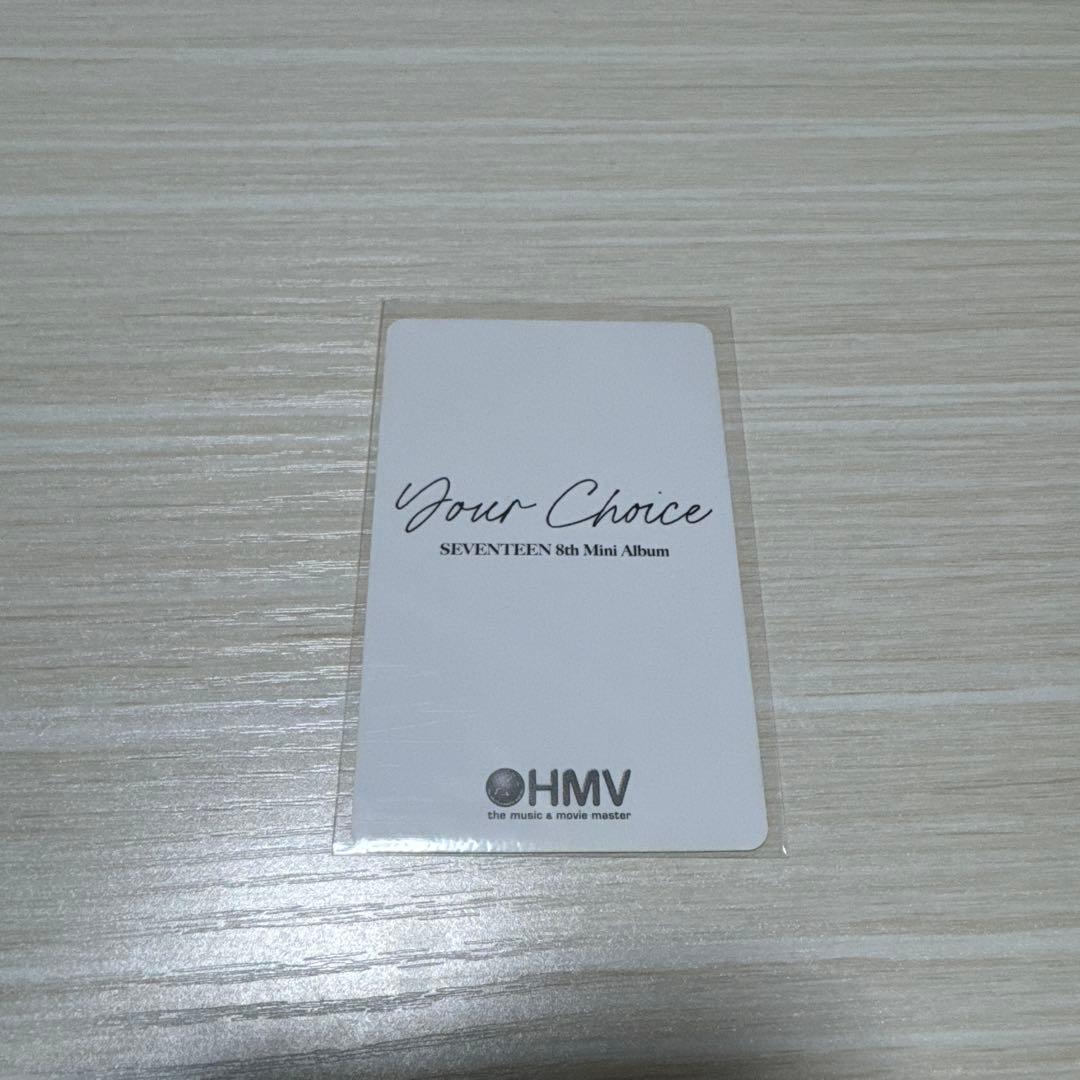 Your Choice
SEVENTEEN 8th Mini Album
HMV
the music & movie master